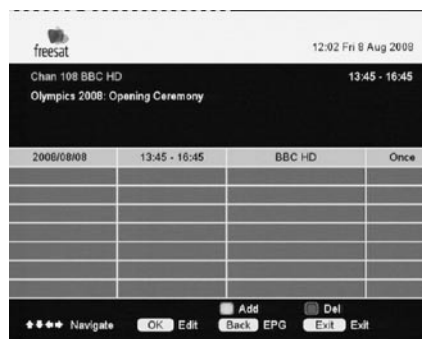 freesat
12:02 Fri 8 Aug 2008
Chan 108 BBC HD 13:45 - 16:45
Olympics 2008: Opening Ceremony
2008/08/08 13:45 - 16:45 BBC HD Once
Add Del
Navigate OK Edit Back EPG Exit Exit